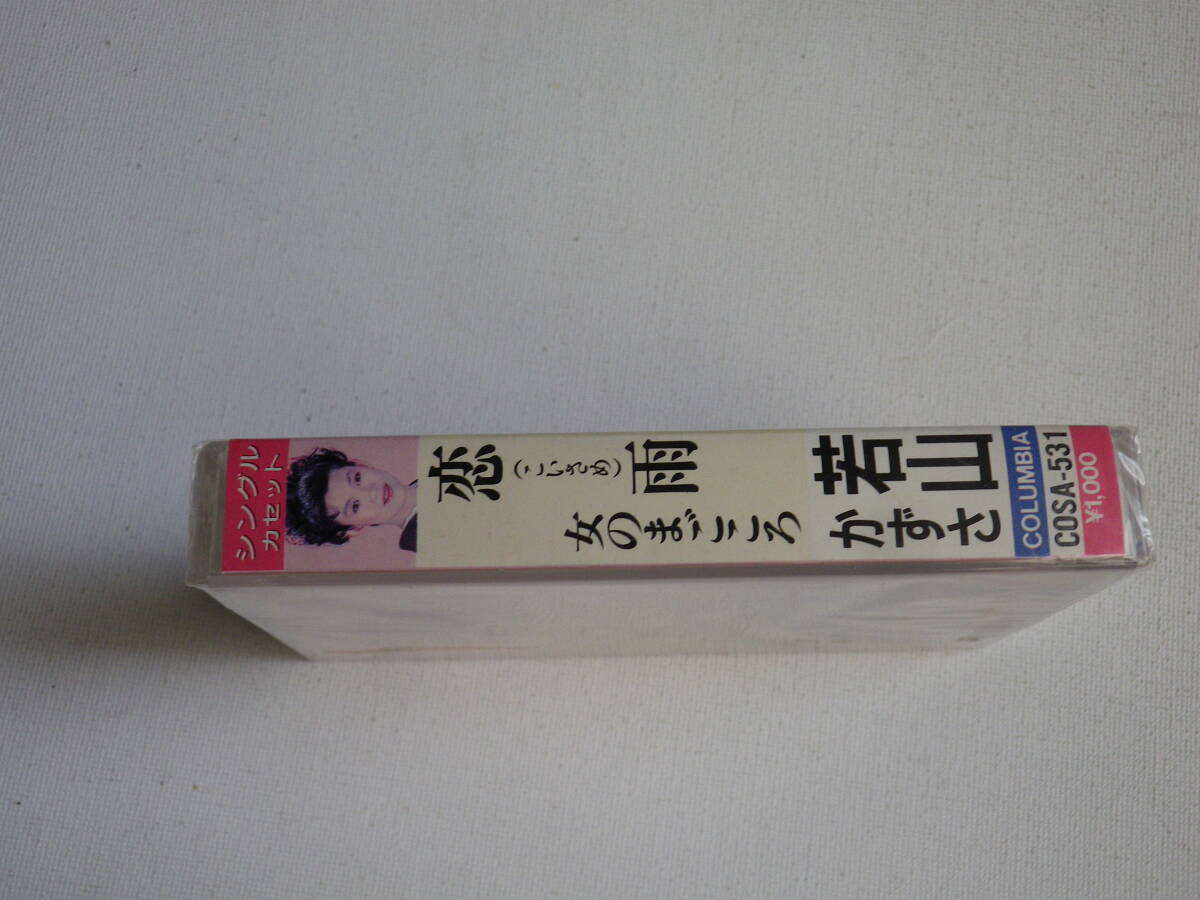 シングル
カセット
恋雨
(こいさめ)
女のまごころ
若山
かずさ
COLUMBIA
COSA-531
¥1,000